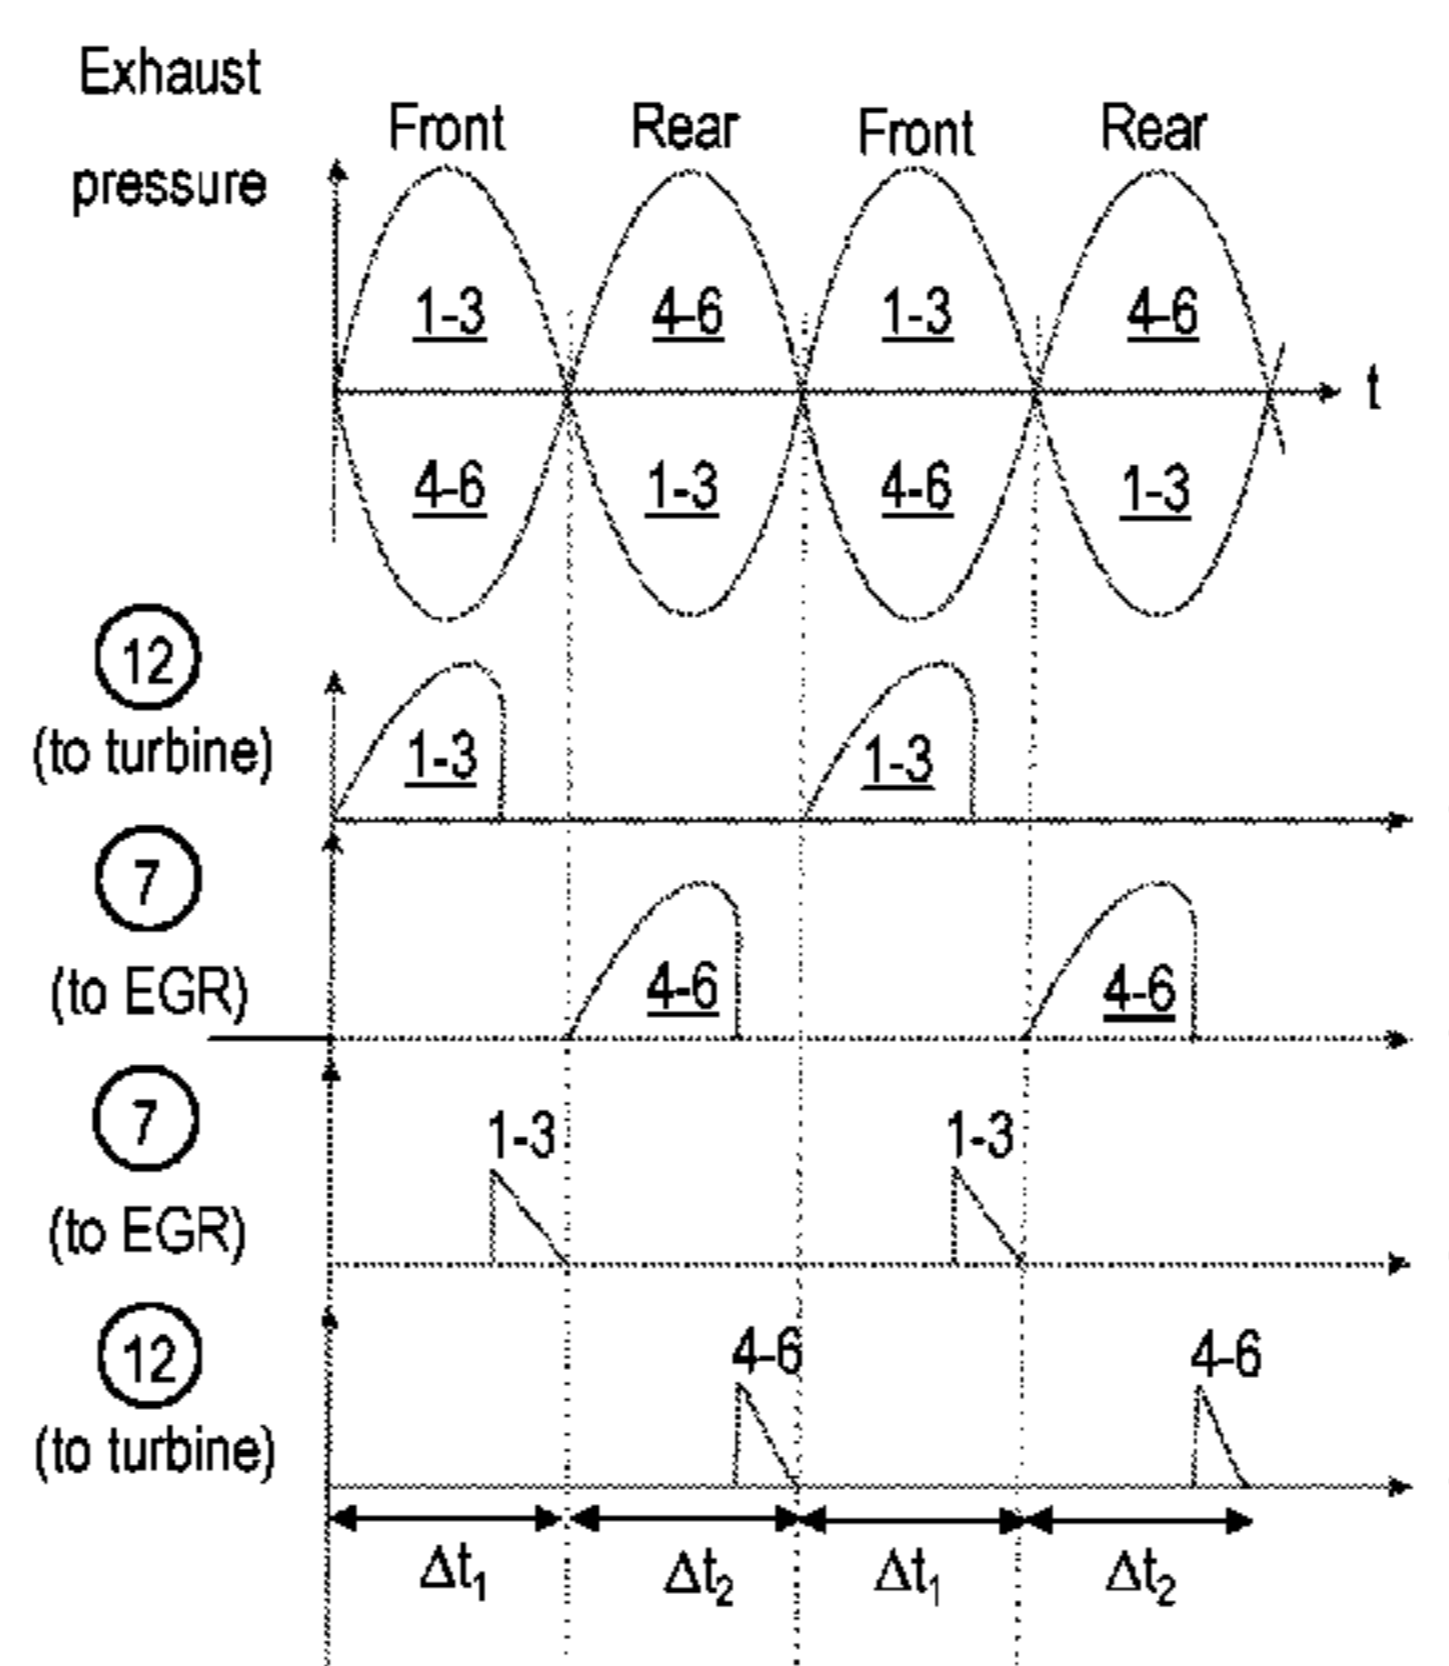 Exhaust
pressure
Front Rear Front Rear
1-3 4-6 1-3 4-6
t
4-6 1-3 4-6 1-3
12
(to turbine)
1-3 1-3
7
(to EGR)
4-6 4-6
7
(to EGR)
1-3 1-3
12
(to turbine)
4-6 4-6
Δt₁ Δt₂ Δt₁ Δt₂